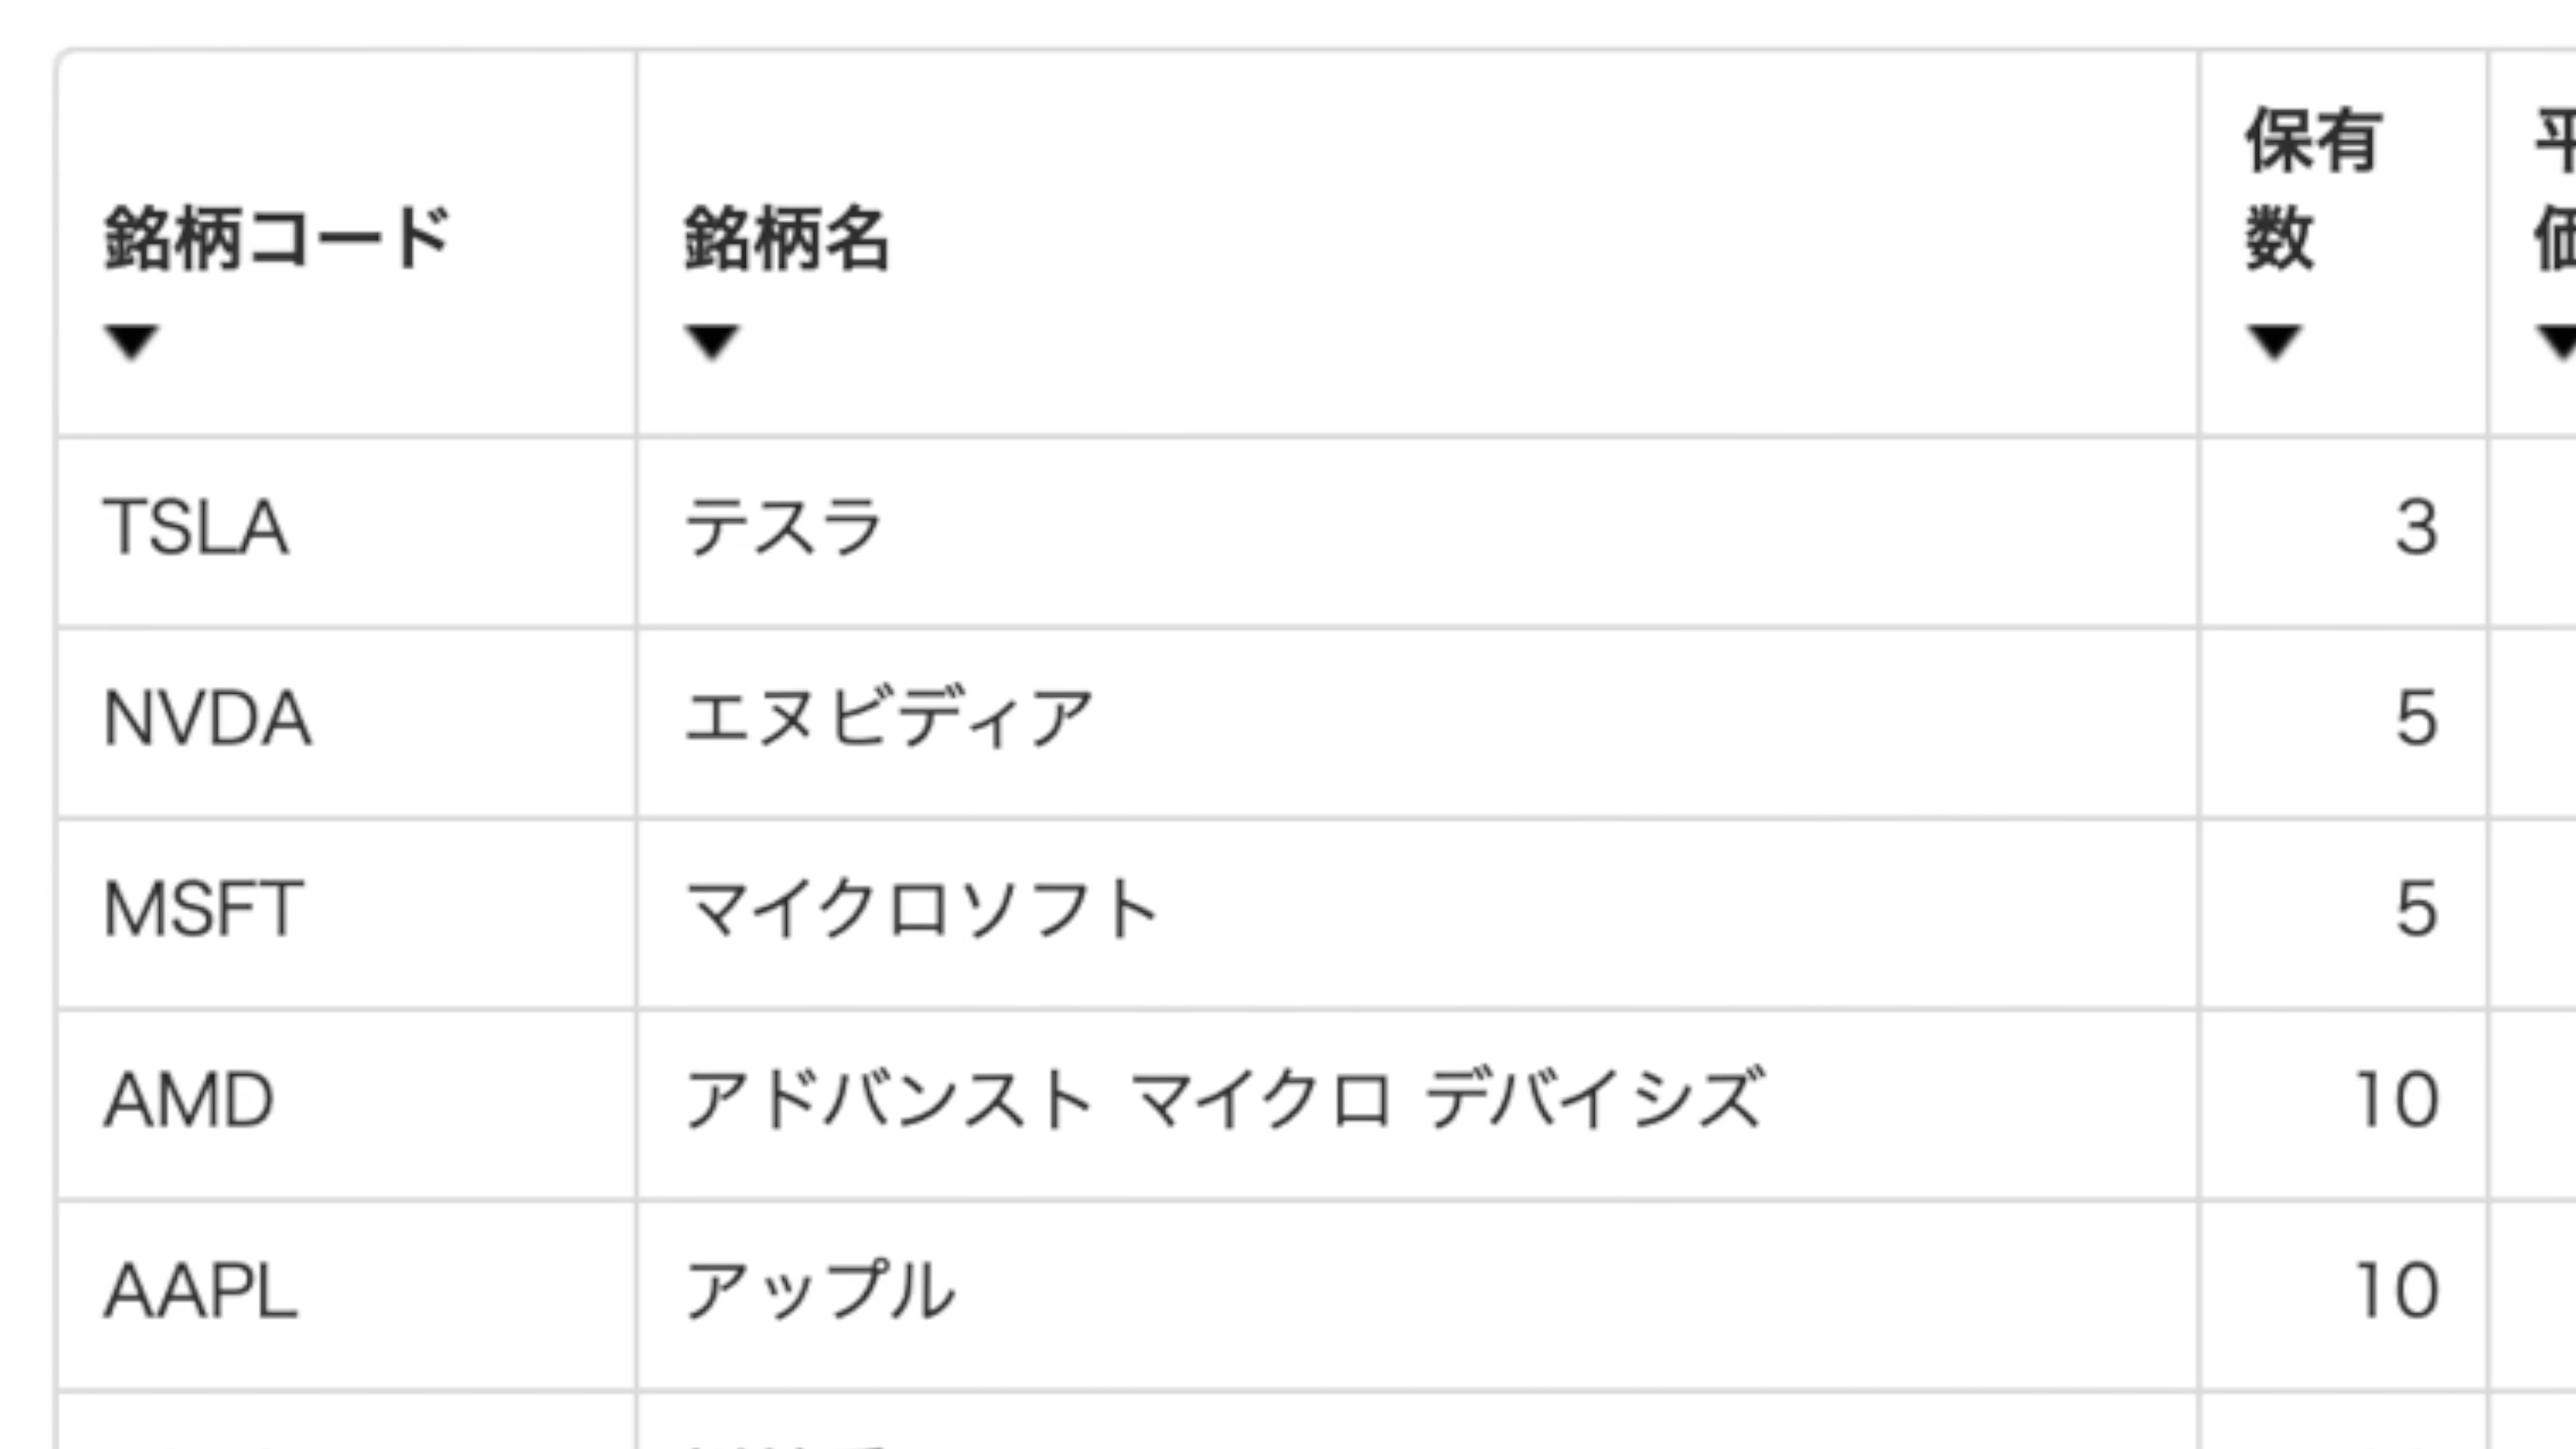 銘柄コード
▼
銘柄名
▼
保有
数
▼
▼
TSLA テスラ 3
NVDA エヌビディア 5
MSFT マイクロソフト 5
AMD アドバンスト マイクロ デバイシズ 10
AAPL アップル 10